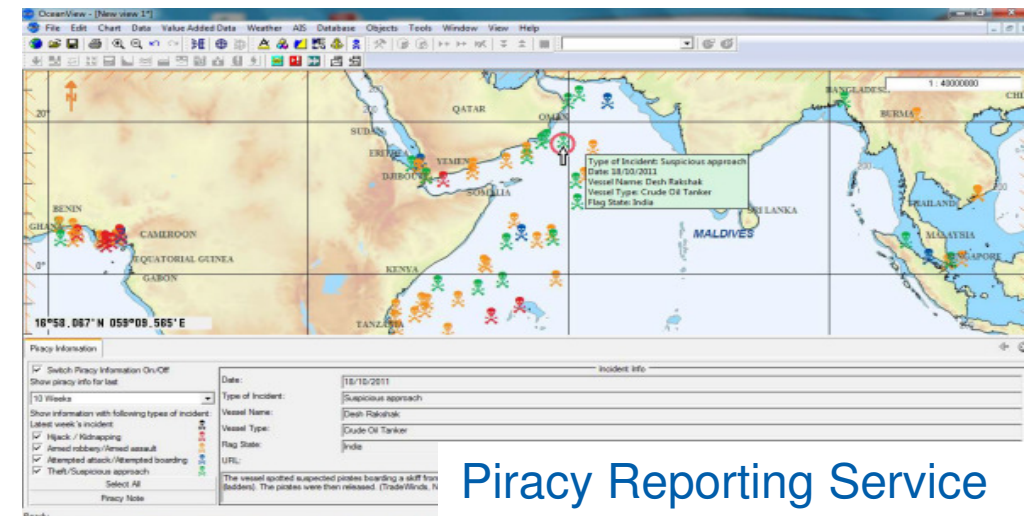 OceanView - [New view 1*]
File Edit Chart Data Value Added Data Weather AIS Database Objects Tools Window View Help
1 : 40000000
20°
QATAR
OMAN
BANGLADES
CHI
BURMA
SUDAN
ERITREA
YEMEN
DJIBOUTI
SOMALIA
Type of Incident: Suspicious approach
Date: 18/10/2011
Vessel Name: Desh Rakshak
Vessel Type: Crude Oil Tanker
Flag State: India
BENIN
GHANA
CAMEROON
SRI LANKA
THAILAND
MALDIVES
MALAYSIA
SINGAPORE
EQUATORIAL GUINEA
0°
GABON
KENYA
16°58.067'N 059°09.565'E
TANZANIA
Piracy Information
Switch Piracy Information On/Off
Show piracy info for last
10 Weeks
Show information with following types of incident:
Latest week's incident
Hijack / Kidnapping
Armed robbery/Armed assault
Attempted attack/Attempted boarding
Theft/Suspicious approach
Select All
Piracy Note
Incident Info
Date: 18/10/2011
Type of Incident: Suspicious approach
Vessel Name: Desh Rakshak
Vessel Type: Crude Oil Tanker
Flag State: India
URL:
The vessel spotted suspected pirates boarding a skiff from
(ladders). The pirates were then released. (TradeWinds, N
Piracy Reporting Service